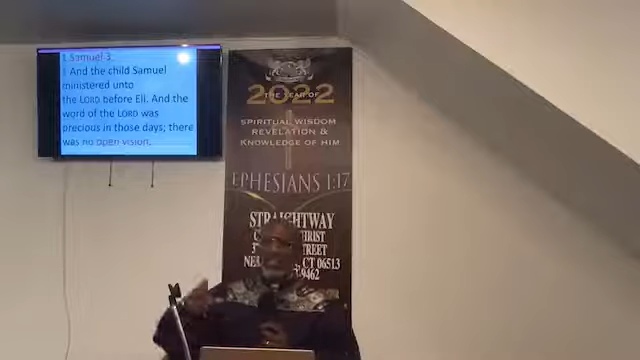 1 Samuel 3
1 And the child Samuel
ministered unto
the LORD before Eli. And the
word of the LORD was
precious in those days; there
was no open vision.
THE YEAR OF
2022
SPIRITUAL WISDOM
REVELATION &
KNOWLEDGE OF HIM
EPHESIANS 1:17
STRAIGHTWAY
CT 06513